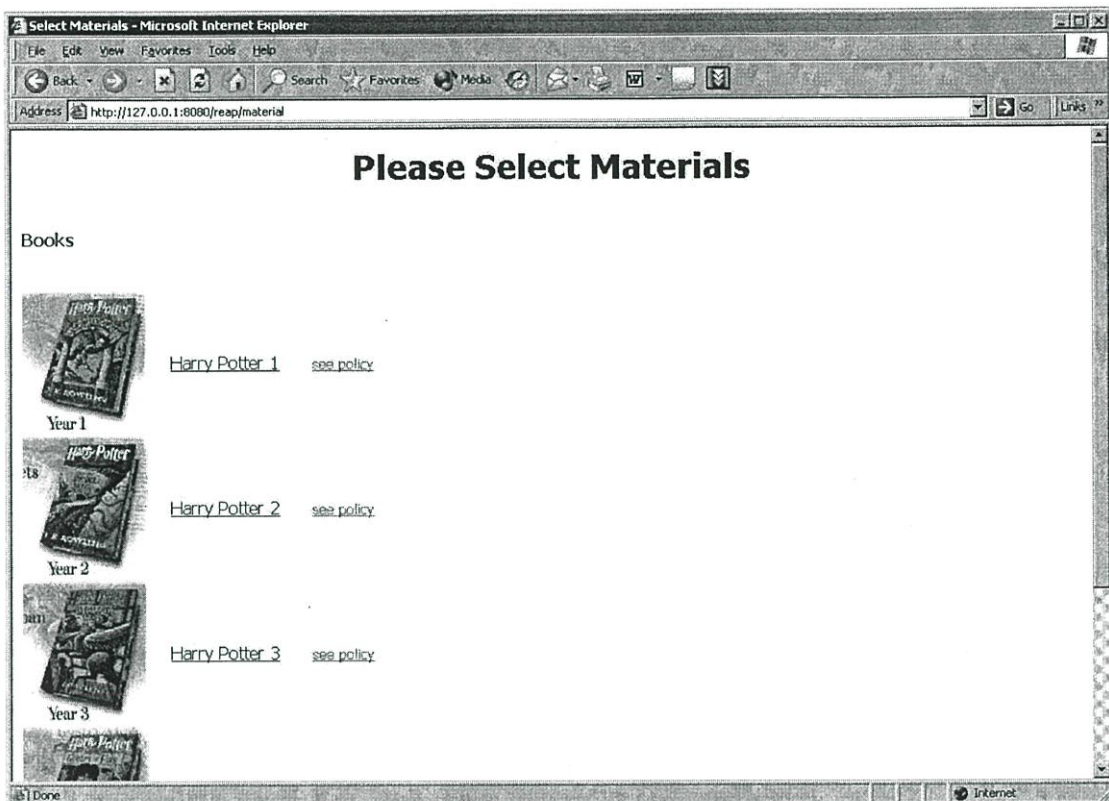 Select Materials - Microsoft Internet Explorer
File Edit View Favorites Tools Help
Back Search Favorites Media
Address http://127.0.0.1:8080/reap/material Go Links »
Please Select Materials
Books
Harry Potter
Year 1
Harry Potter 1 see policy
ets
Harry Potter
Year 2
Harry Potter 2 see policy
Year 3
Harry Potter 3 see policy
Harry Potter
Done Internet